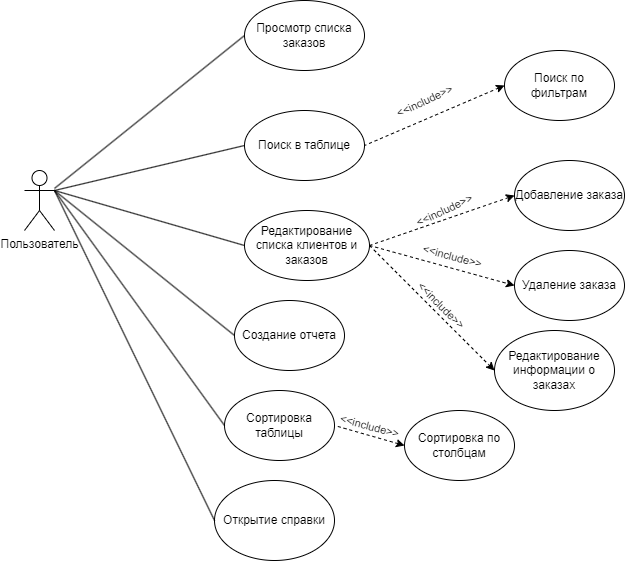 Просмотр списка
заказов
Поиск по
фильтрам
<<include>>
Поиск в таблице
Добавление заказа
<<include>>
Пользователь
Редактирование
списка клиентов и
заказов
<<include>>
Удаление заказа
<<include>>
Создание отчета
Редактирование
информации о
заказах
Сортировка
таблицы
<<include>>
Сортировка по
столбцам
Открытие справки